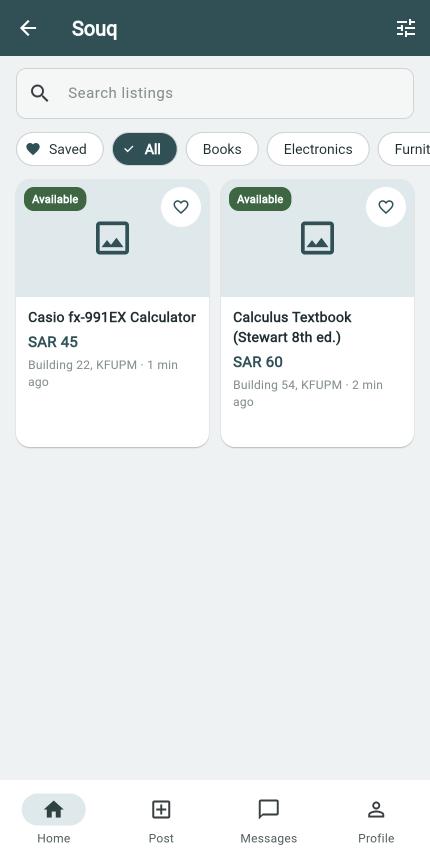 Souq
Search listings
Saved
All
Books
Electronics
Furnit
Available
Casio fx-991EX Calculator
SAR 45
Building 22, KFUPM · 1 min
ago
Available
Calculus Textbook
(Stewart 8th ed.)
SAR 60
Building 54, KFUPM · 2 min
ago
Home
Post
Messages
Profile